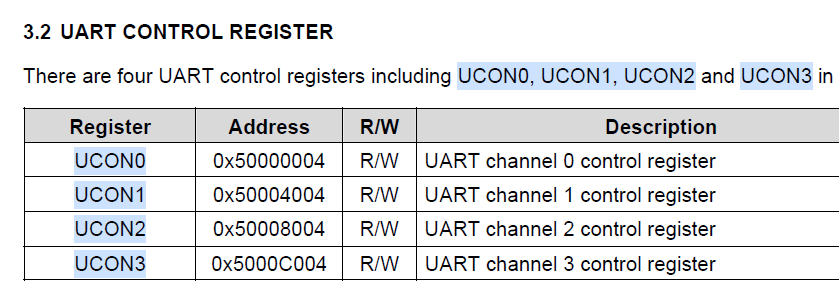 3.2 UART CONTROL REGISTER
There are four UART control registers including UCON0, UCON1, UCON2 and UCON3 in
Register Address R/W Description
UCON0 0x50000004 R/W UART channel 0 control register
UCON1 0x50004004 R/W UART channel 1 control register
UCON2 0x50008004 R/W UART channel 2 control register
UCON3 0x5000C004 R/W UART channel 3 control register